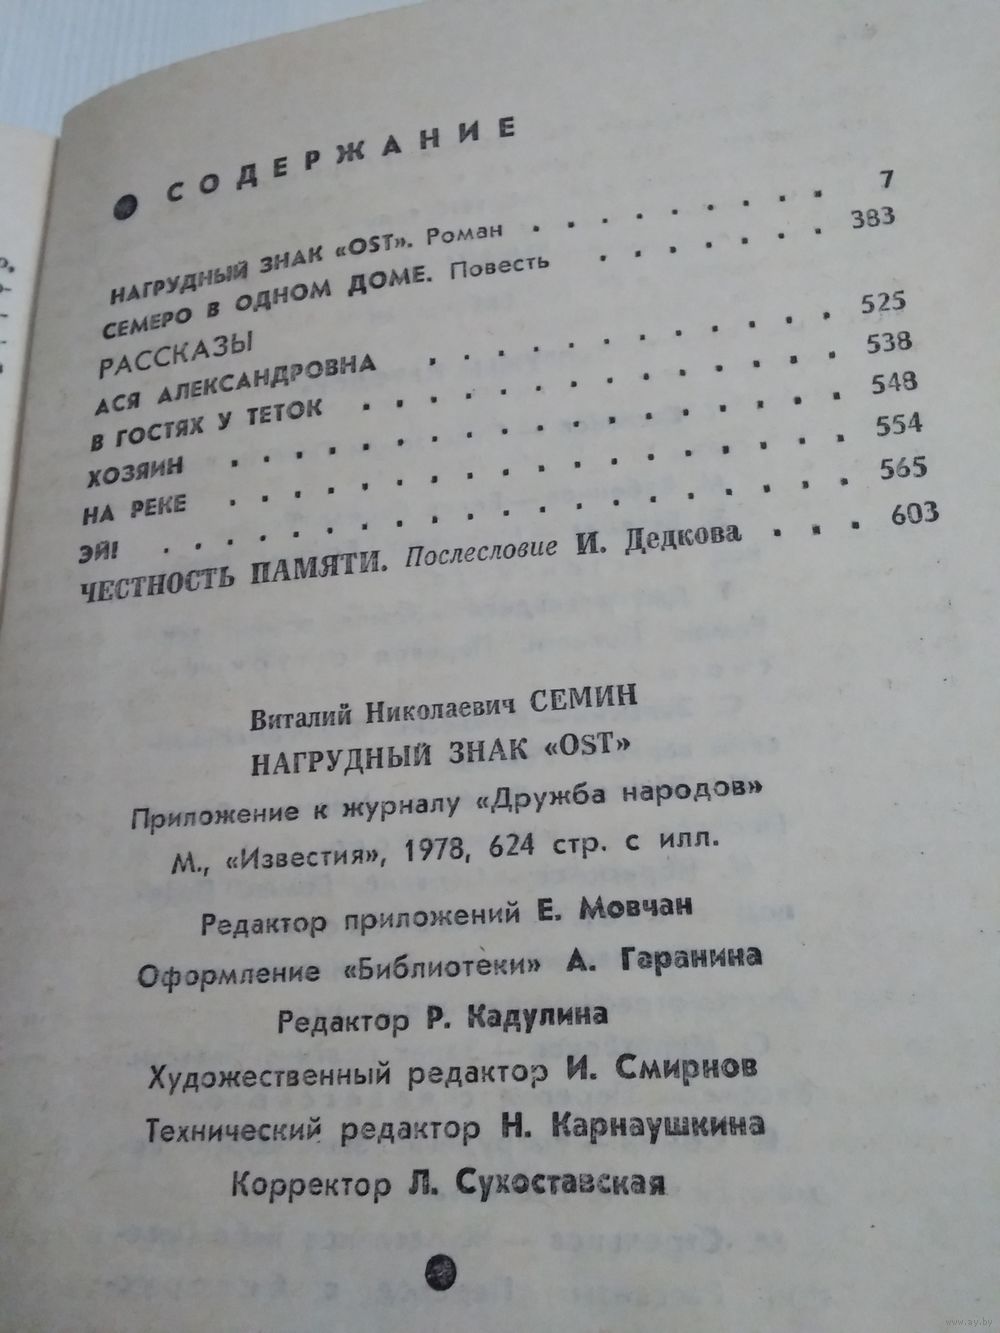 СОДЕРЖАНИЕ
НАГРУДНЫЙ ЗНАК «OST». Роман . . . . . . . . . 7
СЕМЕРО В ОДНОМ ДОМЕ. Повесть . . . . . . . 383
РАССКАЗЫ
АСЯ АЛЕКСАНДРОВНА . . . . . . . . . . . . 525
В ГОСТЯХ У ТЕТОК . . . . . . . . . . . . . . 538
ХОЗЯИН . . . . . . . . . . . . . . . . . . 548
НА РЕКЕ . . . . . . . . . . . . . . . . . . 554
ЭЙ! . . . . . . . . . . . . . . . . . . . . 565
ЧЕСТНОСТЬ ПАМЯТИ. Послесловие И. Дедкова . . . 603
Виталий Николаевич СЕМИН
НАГРУДНЫЙ ЗНАК «OST»
Приложение к журналу «Дружба народов»
М., «Известия», 1978, 624 стр. с илл.
Редактор приложений Е. Мовчан
Оформление «Библиотеки» А. Гаранина
Редактор Р. Кадулина
Художественный редактор И. Смирнов
Технический редактор Н. Карнаушкина
Корректор Л. Сухоставская
www.ay.by